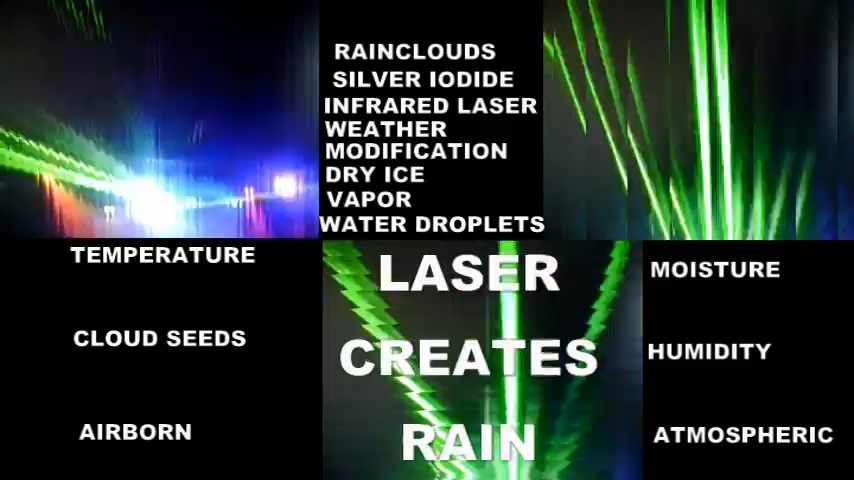 RAINCLOUDS
SILVER IODIDE
INFRARED LASER
WEATHER
MODIFICATION
DRY ICE
VAPOR
WATER DROPLETS
TEMPERATURE
CLOUD SEEDS
AIRBORN
LASER
CREATES
RAIN
MOISTURE
HUMIDITY
ATMOSPHERIC